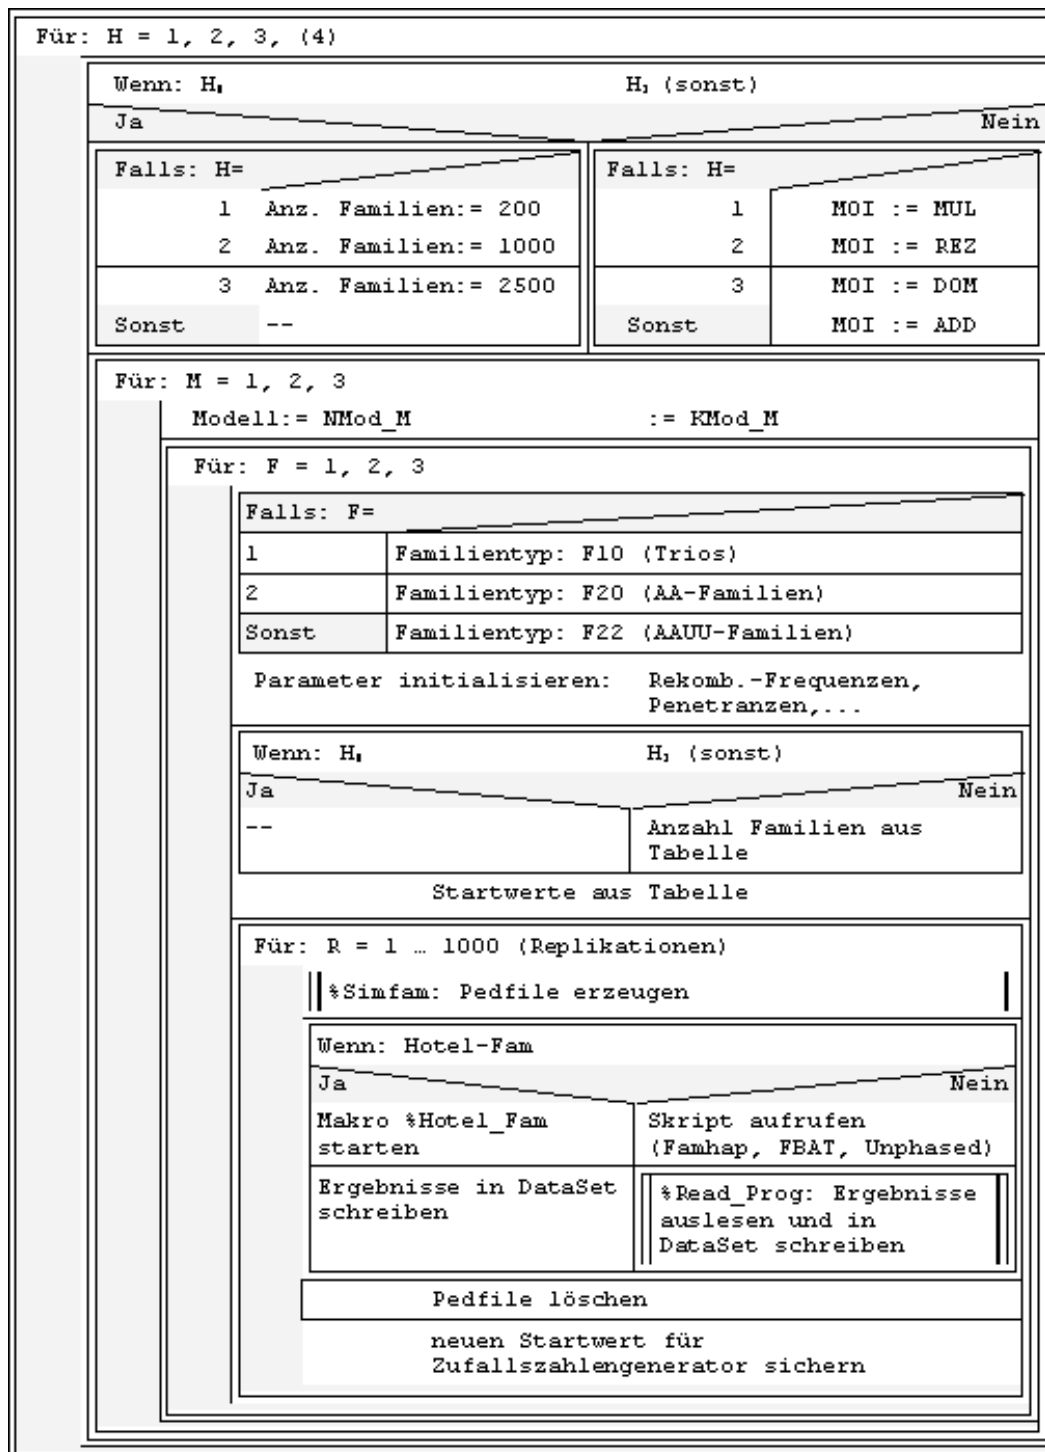 Für: H = 1, 2, 3, (4)
Wenn: H₀ H₁ (sonst)
Ja Nein
Falls: H= Falls: H=
1 Anz. Familien:= 200 1 MOI := MUL
2 Anz. Familien:= 1000 2 MOI := REZ
3 Anz. Familien:= 2500 3 MOI := DOM
Sonst -- Sonst MOI := ADD
Für: M = 1, 2, 3
Modell:= NMod_M := KMod_M
Für: F = 1, 2, 3
Falls: F=
1 Familientyp: F10 (Trios)
2 Familientyp: F20 (AA-Familien)
Sonst Familientyp: F22 (AAUU-Familien)
Parameter initialisieren: Rekomb.-Frequenzen,
Penetranzen,...
Wenn: H₀ H₁ (sonst)
Ja Nein
-- Anzahl Familien aus
Tabelle
Startwerte aus Tabelle
Für: R = 1 … 1000 (Replikationen)
%Simfam: Pedfile erzeugen
Wenn: Hotel-Fam
Ja Nein
Makro %Hotel_Fam
starten
Skript aufrufen
(Famhap, FBAT, Unphased)
Ergebnisse in DataSet
schreiben
%Read_Prog: Ergebnisse
auslesen und in
DataSet schreiben
Pedfile löschen
neuen Startwert für
Zufallszahlengenerator sichern